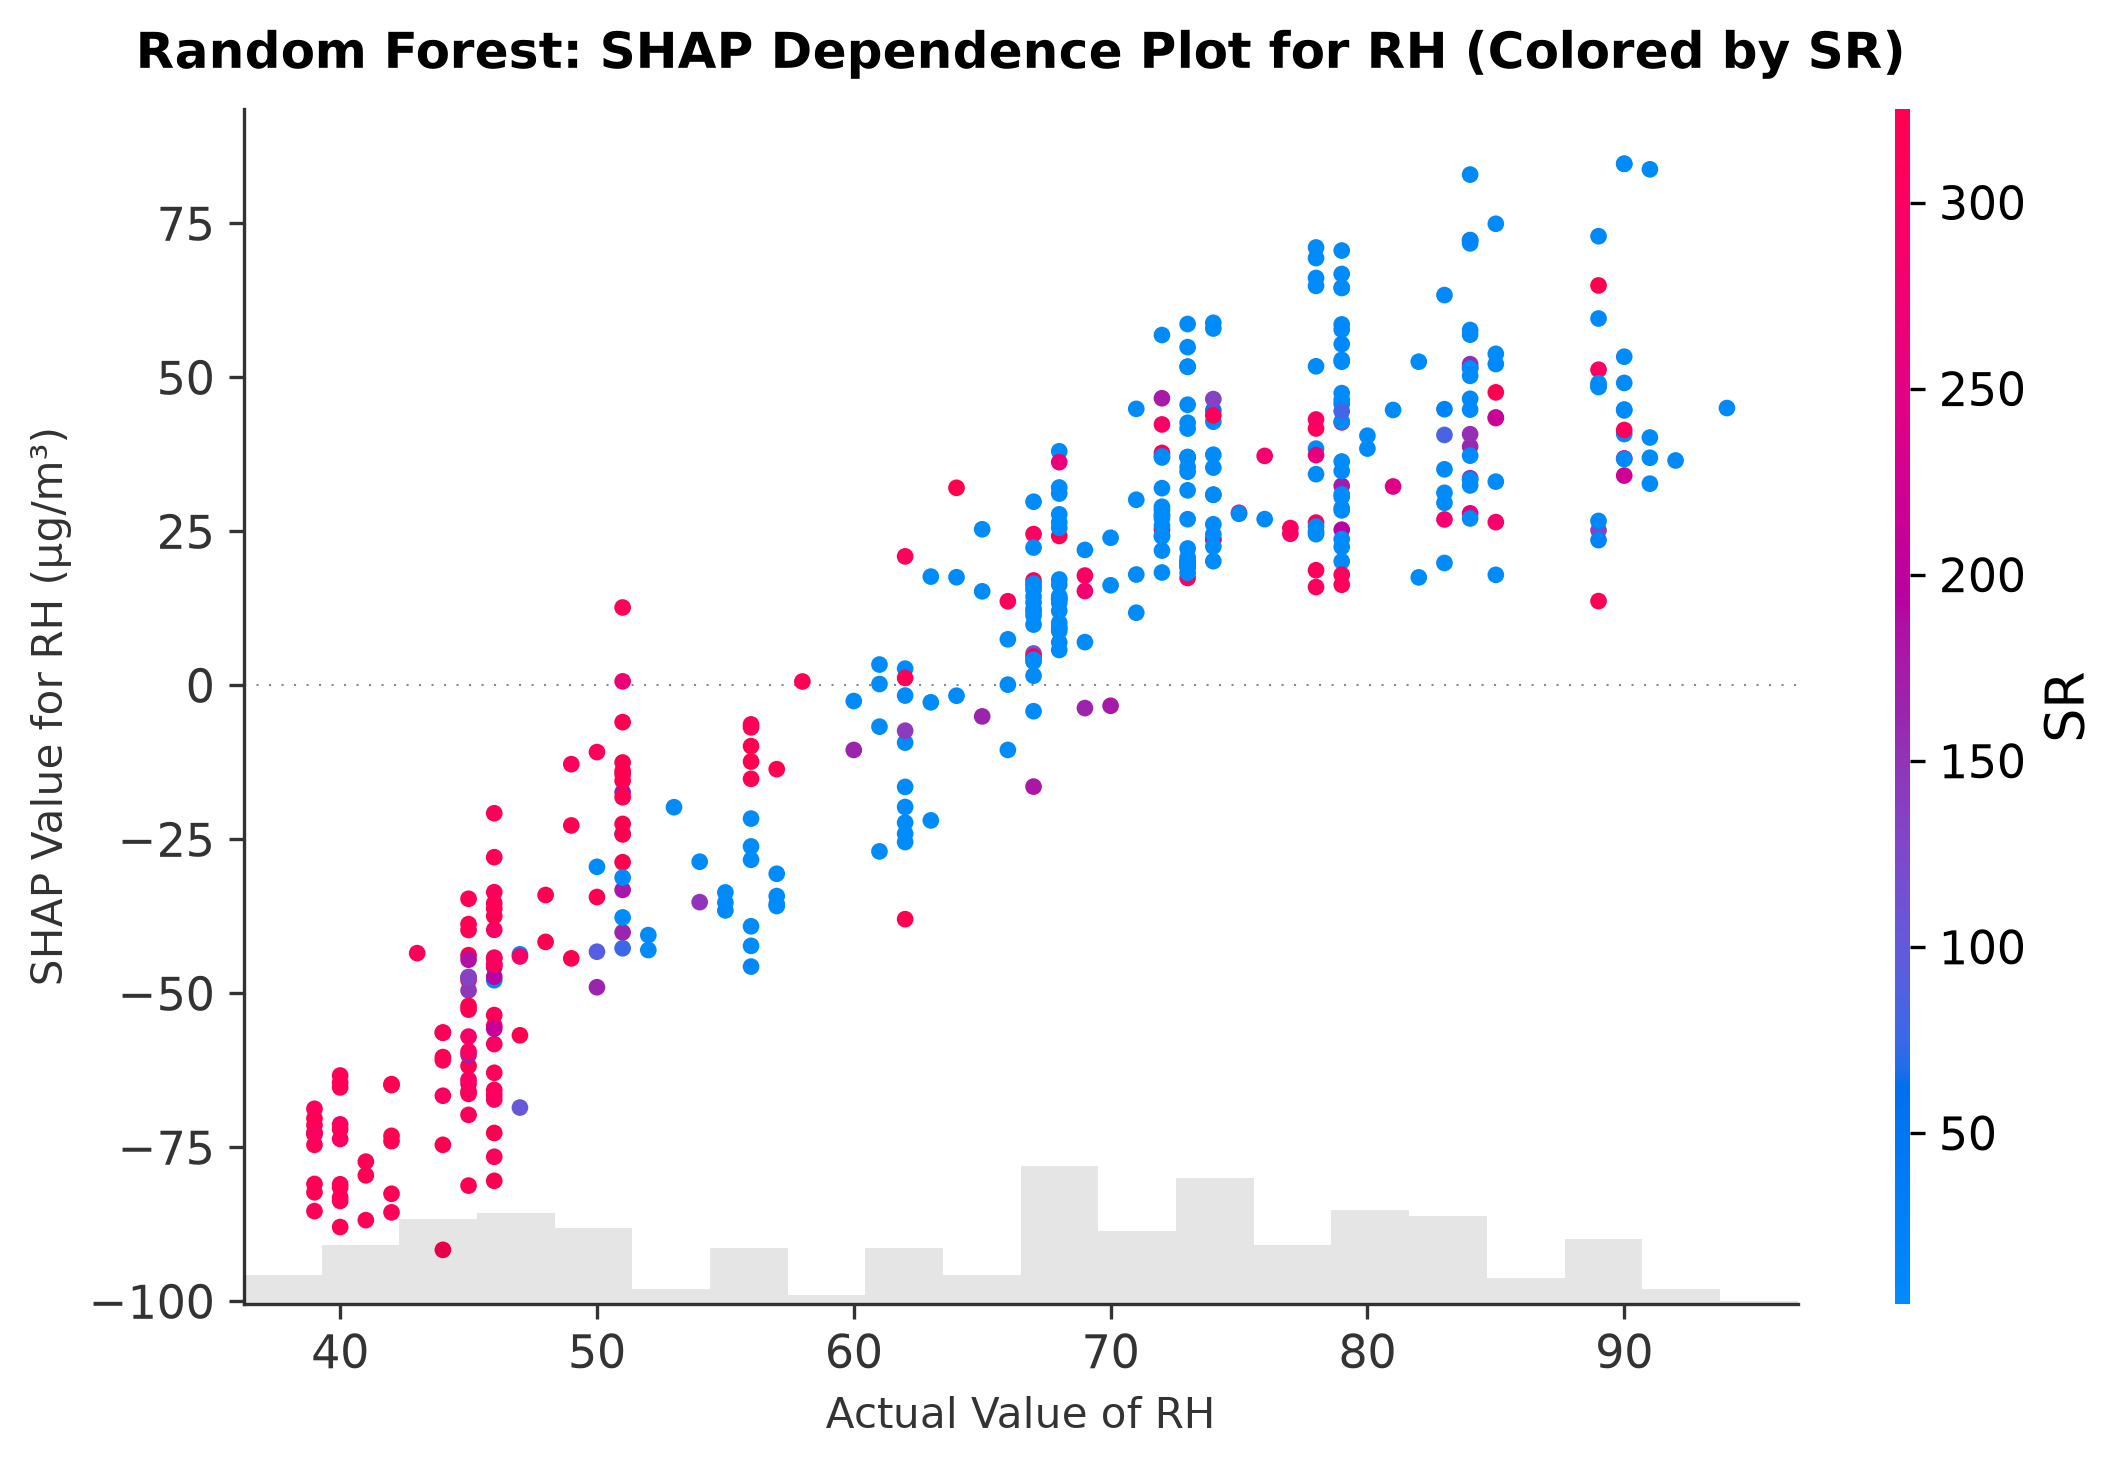 Random Forest: SHAP Dependence Plot for RH (Colored by SR)
SHAP Value for RH (µg/m³)
75
50
25
0
−25
−50
−75
−100
40 50 60 70 80 90
Actual Value of RH
300
250
200
150
100
50
SR